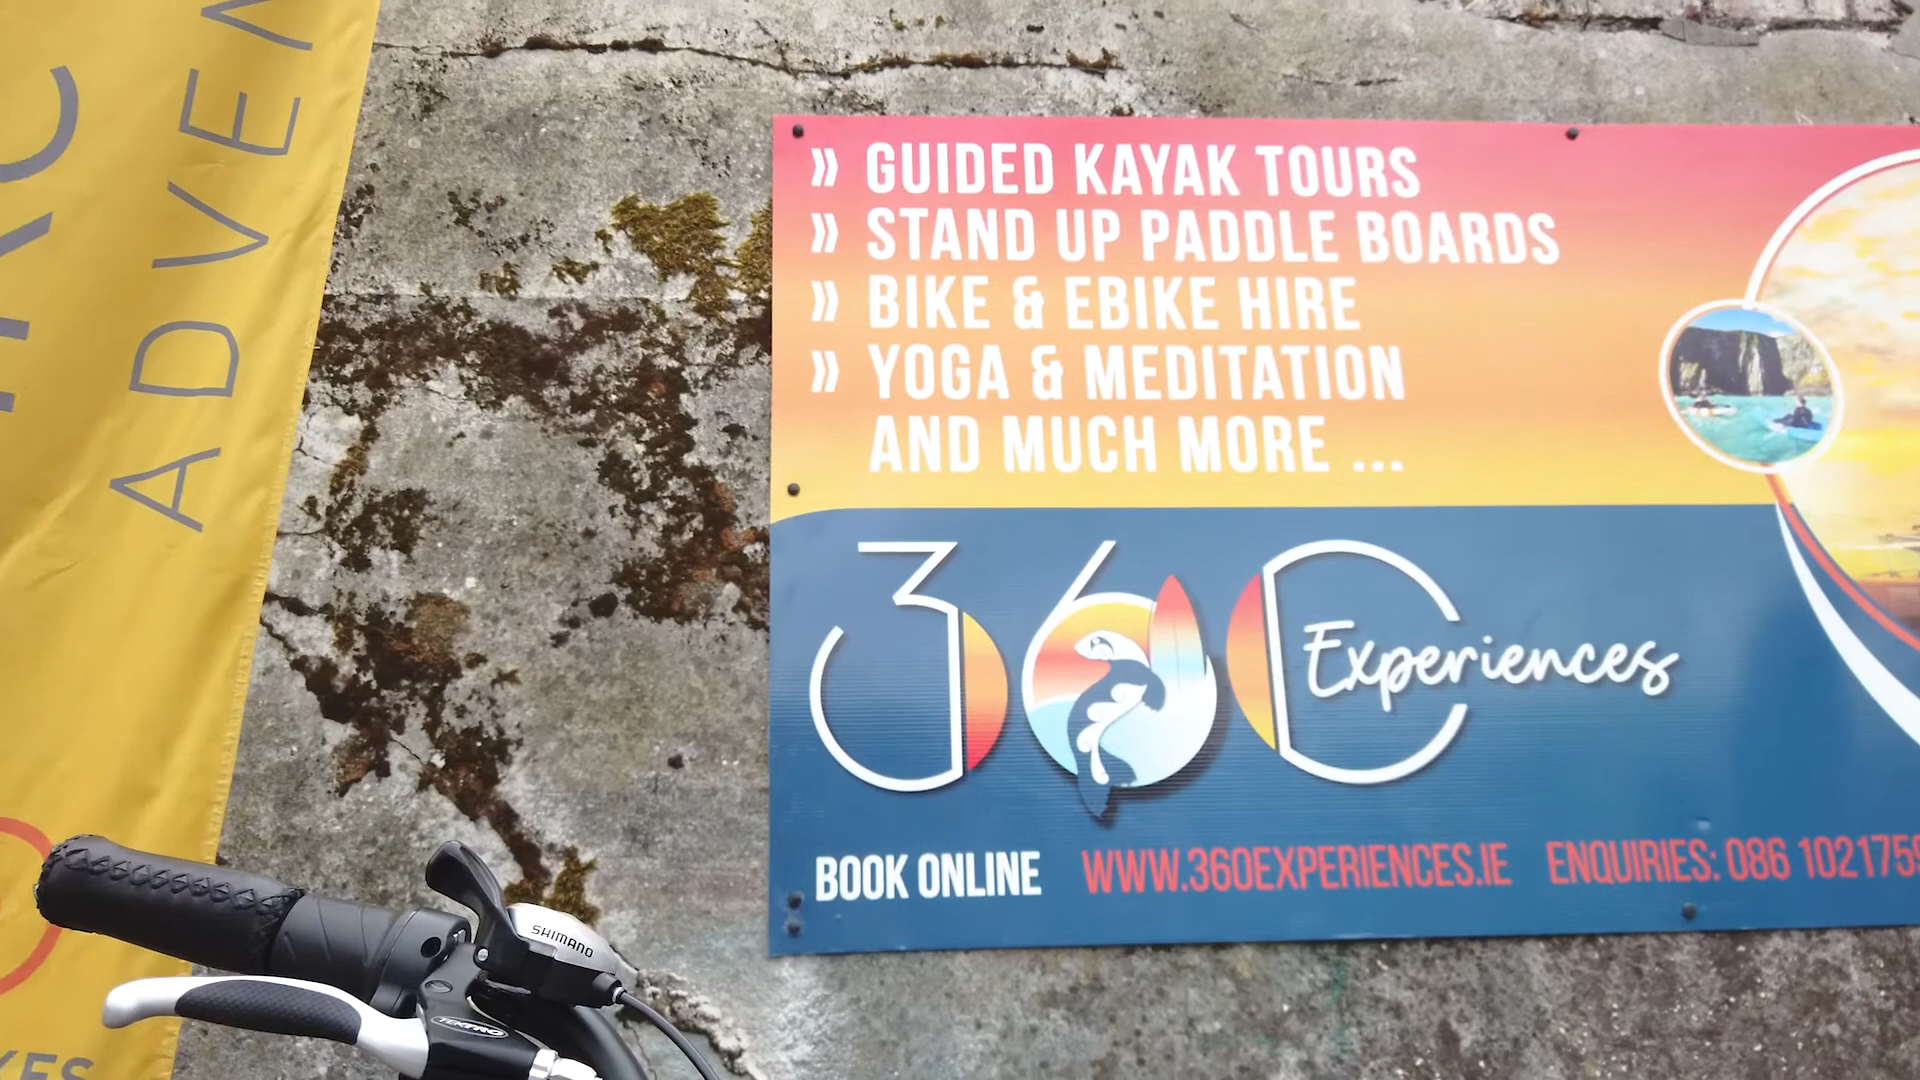 ADVEN
» GUIDED KAYAK TOURS
» STAND UP PADDLE BOARDS
» BIKE & EBIKE HIRE
» YOGA & MEDITATION
AND MUCH MORE ...
360 Experiences
BOOK ONLINE WWW.360EXPERIENCES.IE ENQUIRIES: 086 1021759
SHIMANO
TEKTRO